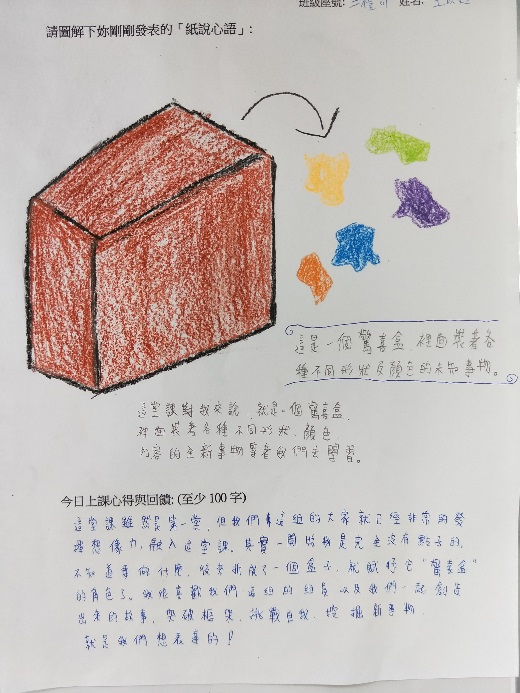 班級座號: 姓名:
請圖解下妳剛剛發表的「紙說心語」:
這是一個驚喜盒 裡面裝著各
種不同形狀及顏色的未知事物。
這堂課對我來說,就是一個驚喜盒,
裡面裝著各種不同形狀、顏色
內容的全新事物等著我們去學習。
今日上課心得與回饋: (至少 100 字)
這堂課雖然是第一堂,但我們這組的大家就已經非常的發
揮想像力,融入這堂課。其實一開始我是完全沒有點子的,
不知道要做什麼,後來折成了一個盒子,就賦予它“驚喜盒”
的角色了。我很喜歡我們這組的組員以及我們一起創造
出來的故事,突破框架、挑戰自我、挖掘新事物,
就是我們想表達的!